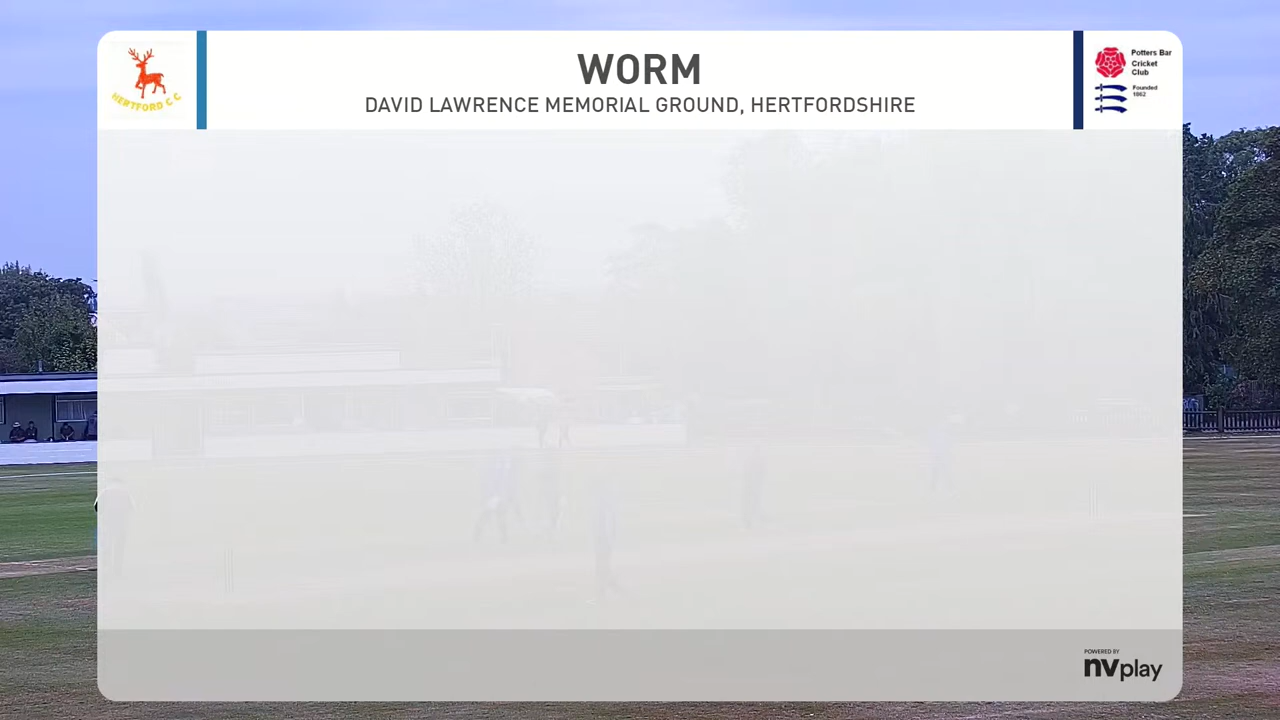 HERTFORD C C
WORM
DAVID LAWRENCE MEMORIAL GROUND, HERTFORDSHIRE
Potters Bar
Cricket
Club
Founded
1862
POWERED BY
nvplay